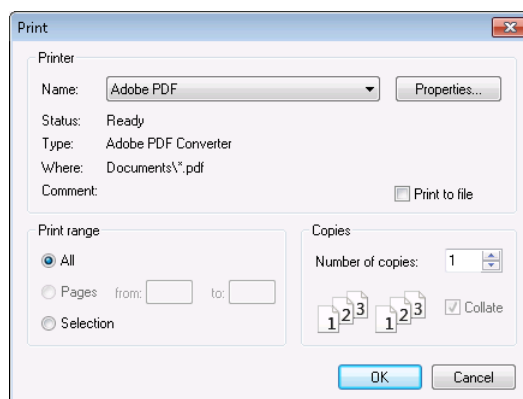 Print
Printer
Name: Adobe PDF Properties...
Status: Ready
Type: Adobe PDF Converter
Where: Documents\*.pdf
Comment:
Print to file
Print range
All
Pages from: to:
Selection
Copies
Number of copies: 1
1 2 3 1 2 3 Collate
OK Cancel